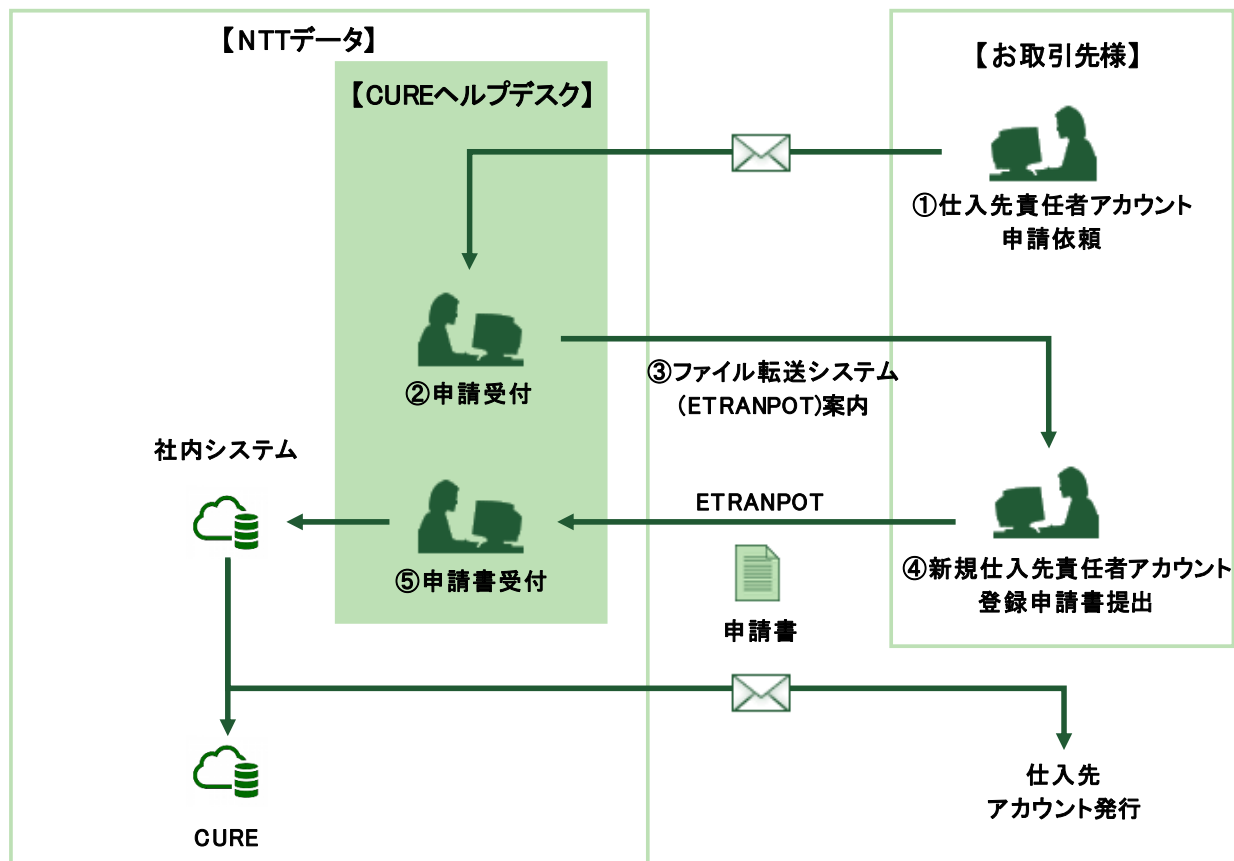 【NTTデータ】
【お取引先様】
【CUREヘルプデスク】
①仕入先責任者アカウント
申請依頼
②申請受付
③ファイル転送システム
(ETRANPOT)案内
社内システム
ETRANPOT
④新規仕入先責任者アカウント
登録申請書提出
⑤申請書受付
申請書
仕入先
アカウント発行
CURE